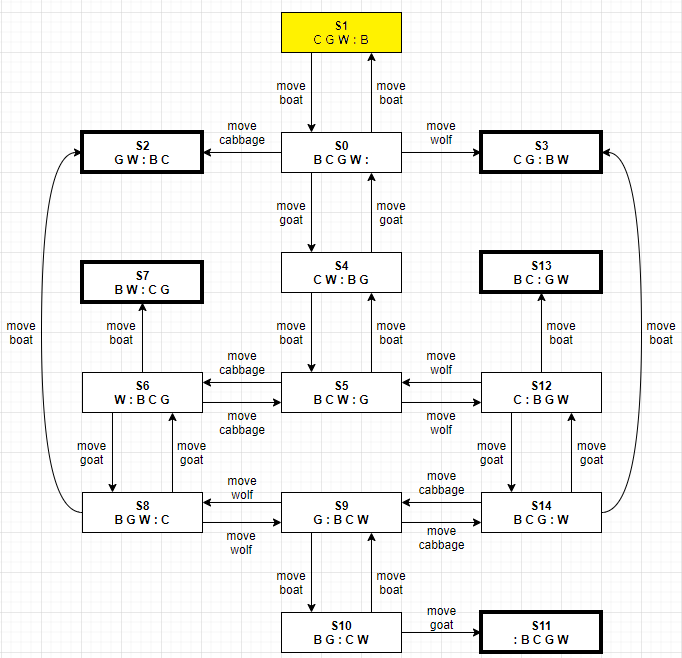 S1
C G W : B
move
boat
move
boat
S2
G W : B C
move
cabbage
S0
B C G W :
move
wolf
S3
C G : B W
move
goat
move
goat
S7
B W : C G
S4
C W : B G
S13
B C : G W
move
boat
move
boat
move
boat
move
boat
move
boat
move
boat
move
cabbage
move
wolf
S6
W : B C G
S5
B C W : G
S12
C : B G W
move
cabbage
move
wolf
move
goat
move
goat
move
goat
move
goat
move
wolf
move
cabbage
S8
B G W : C
S9
G : B C W
S14
B C G : W
move
wolf
move
cabbage
move
boat
move
boat
S10
B G : C W
move
goat
S11
: B C G W